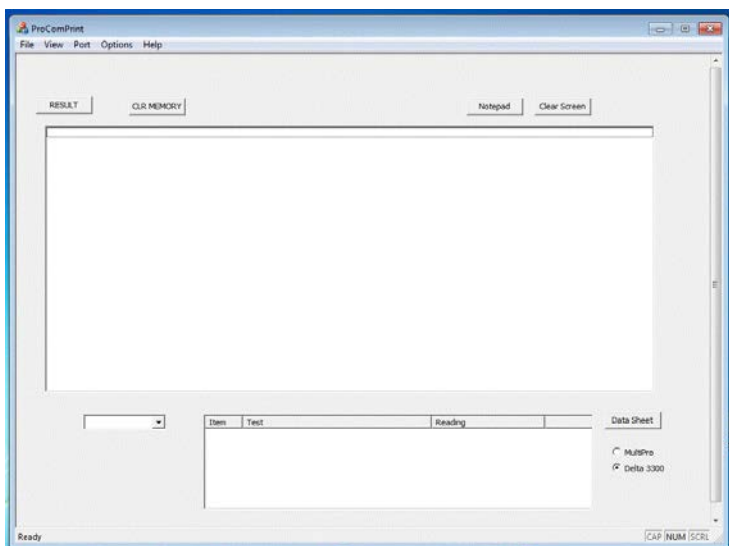 ProComPrint
File View Port Options Help
RESULT CLR MEMORY Notepad Clear Screen
Item Test Reading Data Sheet
MultiPro
Delta 3300
Ready CAP NUM SCRL